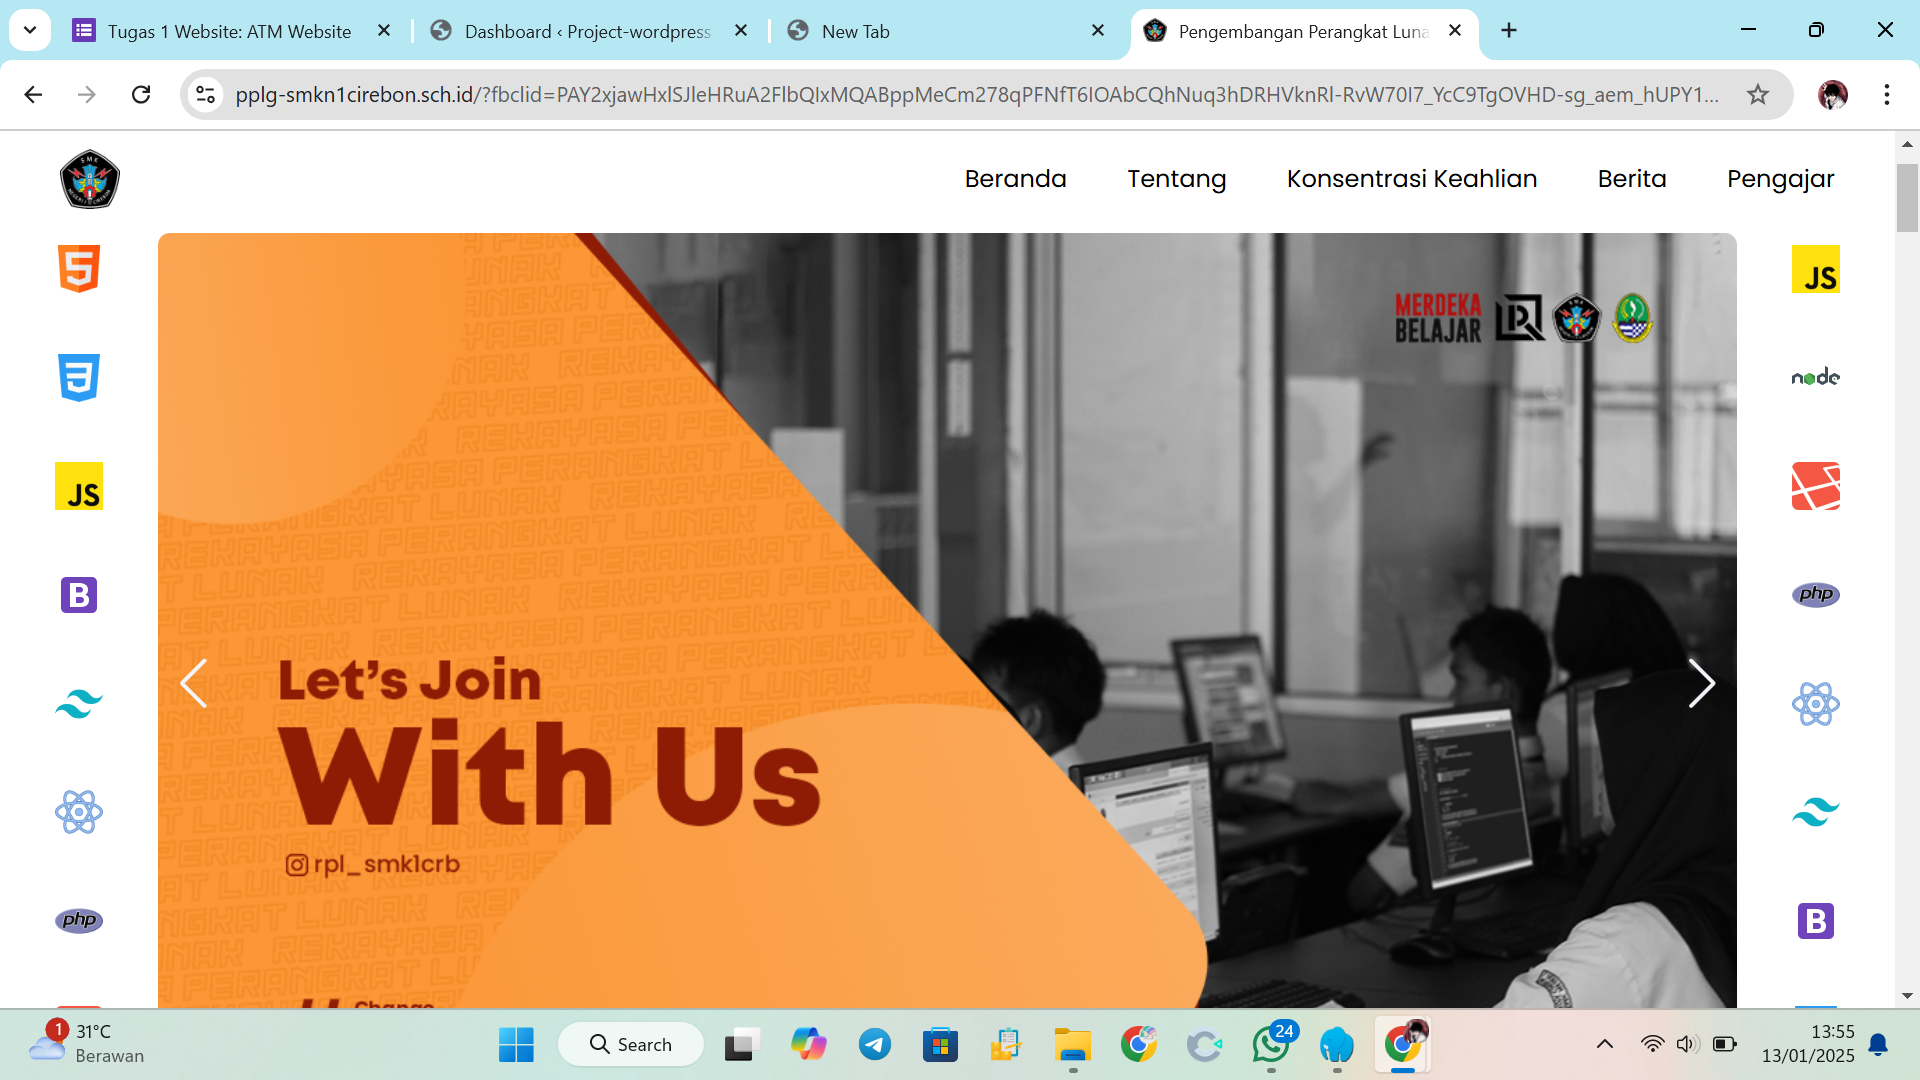 Tugas 1 Website: ATM Website
Dashboard ‹ Project-wordpress
New Tab
Pengembangan Perangkat Luna
pplg-smkn1cirebon.sch.id/?fbclid=PAY2xjawHxlSJleHRuA2FlbQIxMQABppMeCm278qPFNfT6IOAbCQhNuq3hDRHVknRl-RvW70I7_YcC9TgOVHD-sg_aem_hUPY1...
Beranda
Tentang
Konsentrasi Keahlian
Berita
Pengajar
MERDEKA
BELAJAR
JS
node
JS
B
php
php
B
REKAYASA PERANGKAT LUNAK
Let's Join
With Us
rpl_smk1crb
Change
1
31°C
Berawan
Search
24
13:55
13/01/2025